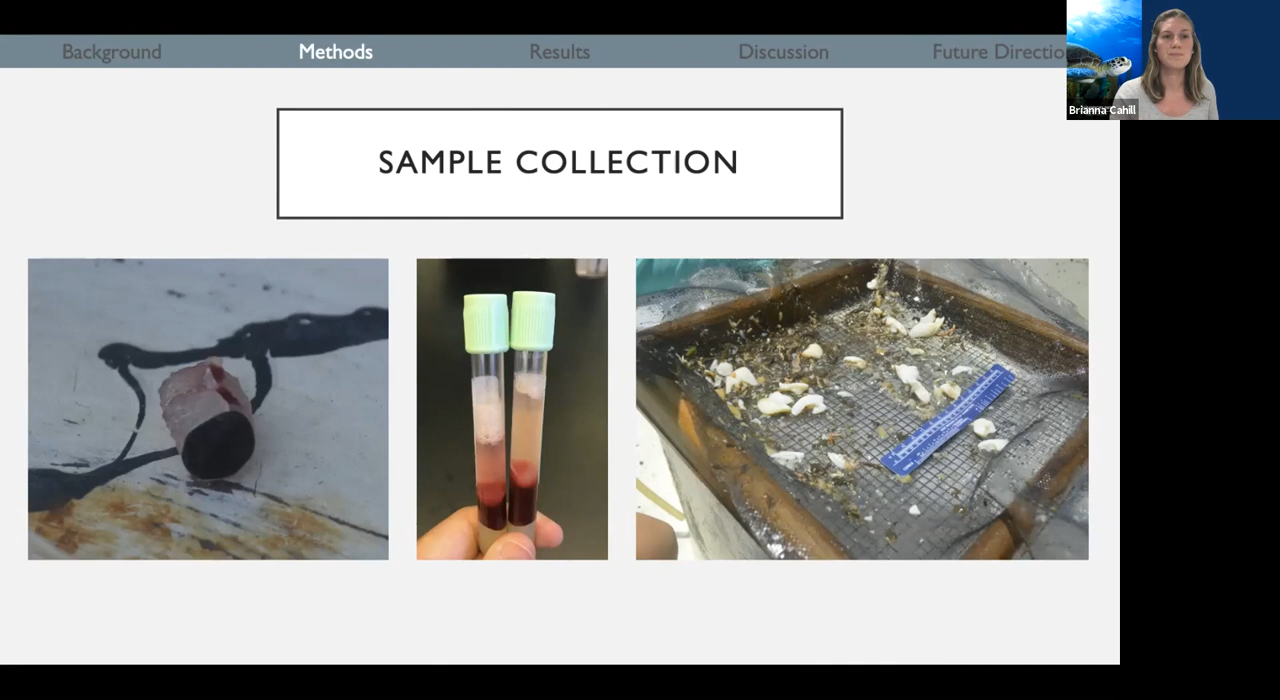 Background Methods Results Discussion Future Directio
Brianna Cahill
SAMPLE COLLECTION